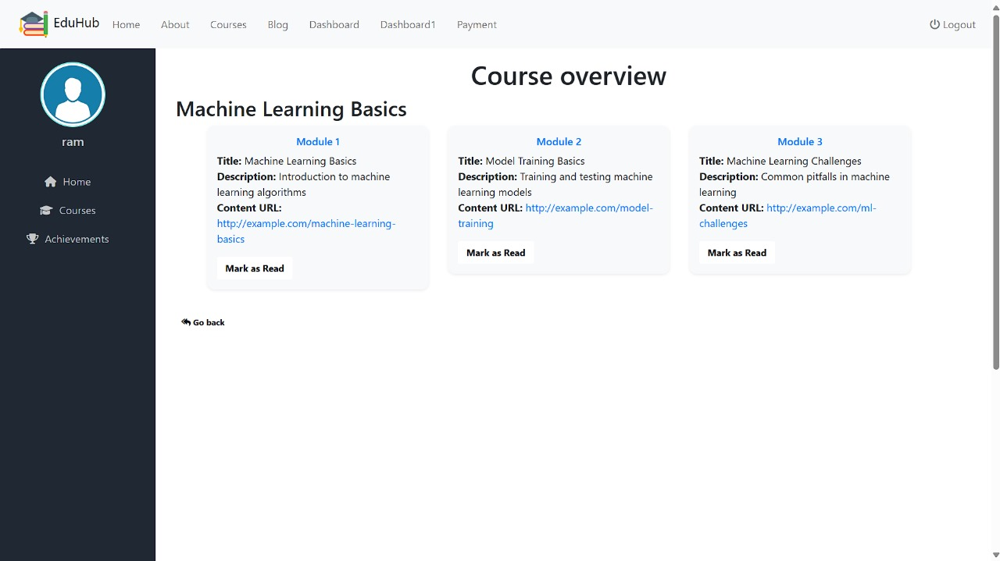 EduHub Home About Courses Blog Dashboard Dashboard1 Payment Logout
ram
Home
Courses
Achievements
Course overview
Machine Learning Basics
Module 1
Title: Machine Learning Basics
Description: Introduction to machine
learning algorithms
Content URL:
http://example.com/machine-learning-
basics
Mark as Read
Module 2
Title: Model Training Basics
Description: Training and testing machine
learning models
Content URL: http://example.com/model-
training
Mark as Read
Module 3
Title: Machine Learning Challenges
Description: Common pitfalls in machine
learning
Content URL: http://example.com/ml-
challenges
Mark as Read
Go back